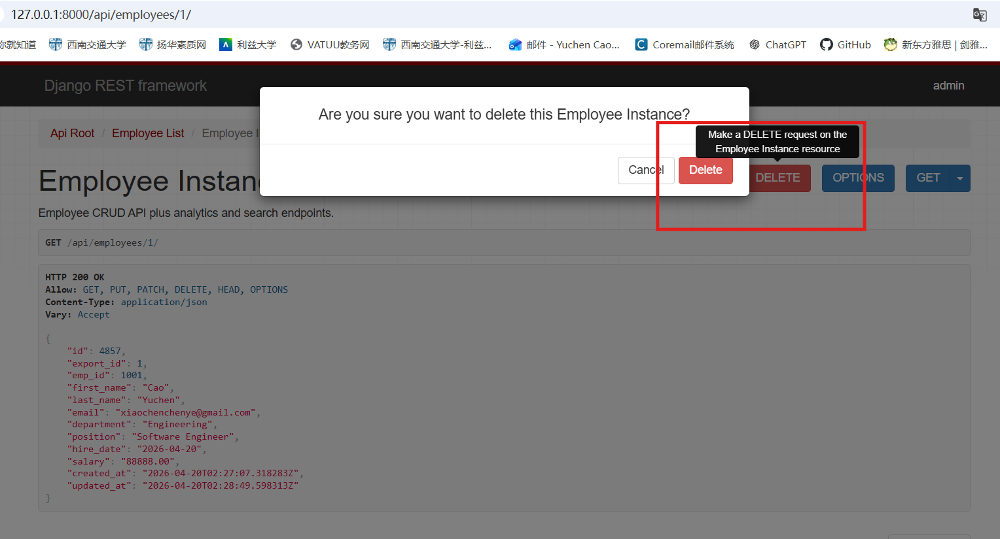 127.0.0.1:8000/api/employees/1/
你就知道 西南交通大学 扬华素质网 利兹大学 VATUU教务网 西南交通大学-利兹... 邮件 - Yuchen Cao... Coremail邮件系统 ChatGPT GitHub 新东方雅思 | 剑雅...
Django REST framework admin
Are you sure you want to delete this Employee Instance?
Api Root / Employee List / Employee I
Make a DELETE request on the
Employee Instance resource
Cancel Delete
Employee Instan DELETE OPTIONS GET
Employee CRUD API plus analytics and search endpoints.
GET /api/employees/1/
HTTP 200 OK
Allow: GET, PUT, PATCH, DELETE, HEAD, OPTIONS
Content-Type: application/json
Vary: Accept
{
"id": 4857,
"export_id": 1,
"emp_id": 1001,
"first_name": "Cao",
"last_name": "Yuchen",
"email": "xiaochenchenye@gmail.com",
"department": "Engineering",
"position": "Software Engineer",
"hire_date": "2026-04-20",
"salary": "88888.00",
"created_at": "2026-04-20T02:27:07.318283Z",
"updated_at": "2026-04-20T02:28:49.598313Z"
}